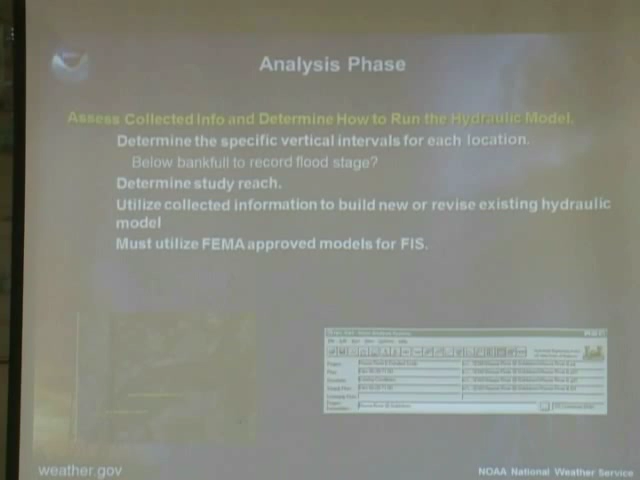 Analysis Phase
Assess Collected Info and Determine How to Run the Hydraulic Model.
Determine the specific vertical intervals for each location.
Below bankfull to record flood stage?
Determine study reach.
Utilize collected information to build new or revise existing hydraulic
model
Must utilize FEMA approved models for FIS.
weather.gov
NOAA National Weather Service